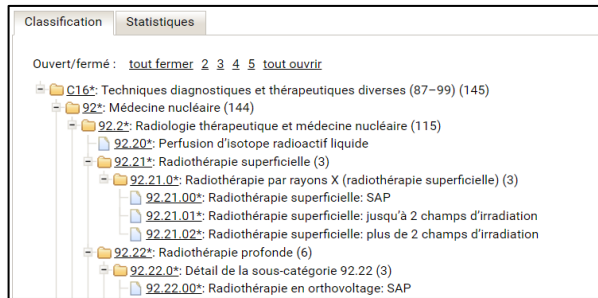 Classification Statistiques
Ouvert/fermé : tout fermer 2 3 4 5 tout ouvrir
C16*: Techniques diagnostiques et thérapeutiques diverses (87–99) (145)
92*: Médecine nucléaire (144)
92.2*: Radiologie thérapeutique et médecine nucléaire (115)
92.20*: Perfusion d'isotope radioactif liquide
92.21*: Radiothérapie superficielle (3)
92.21.0*: Radiothérapie par rayons X (radiothérapie superficielle) (3)
92.21.00*: Radiothérapie superficielle: SAP
92.21.01*: Radiothérapie superficielle: jusqu'à 2 champs d'irradiation
92.21.02*: Radiothérapie superficielle: plus de 2 champs d'irradiation
92.22*: Radiothérapie profonde (6)
92.22.0*: Détail de la sous-catégorie 92.22 (3)
92.22.00*: Radiothérapie en orthovoltage: SAP